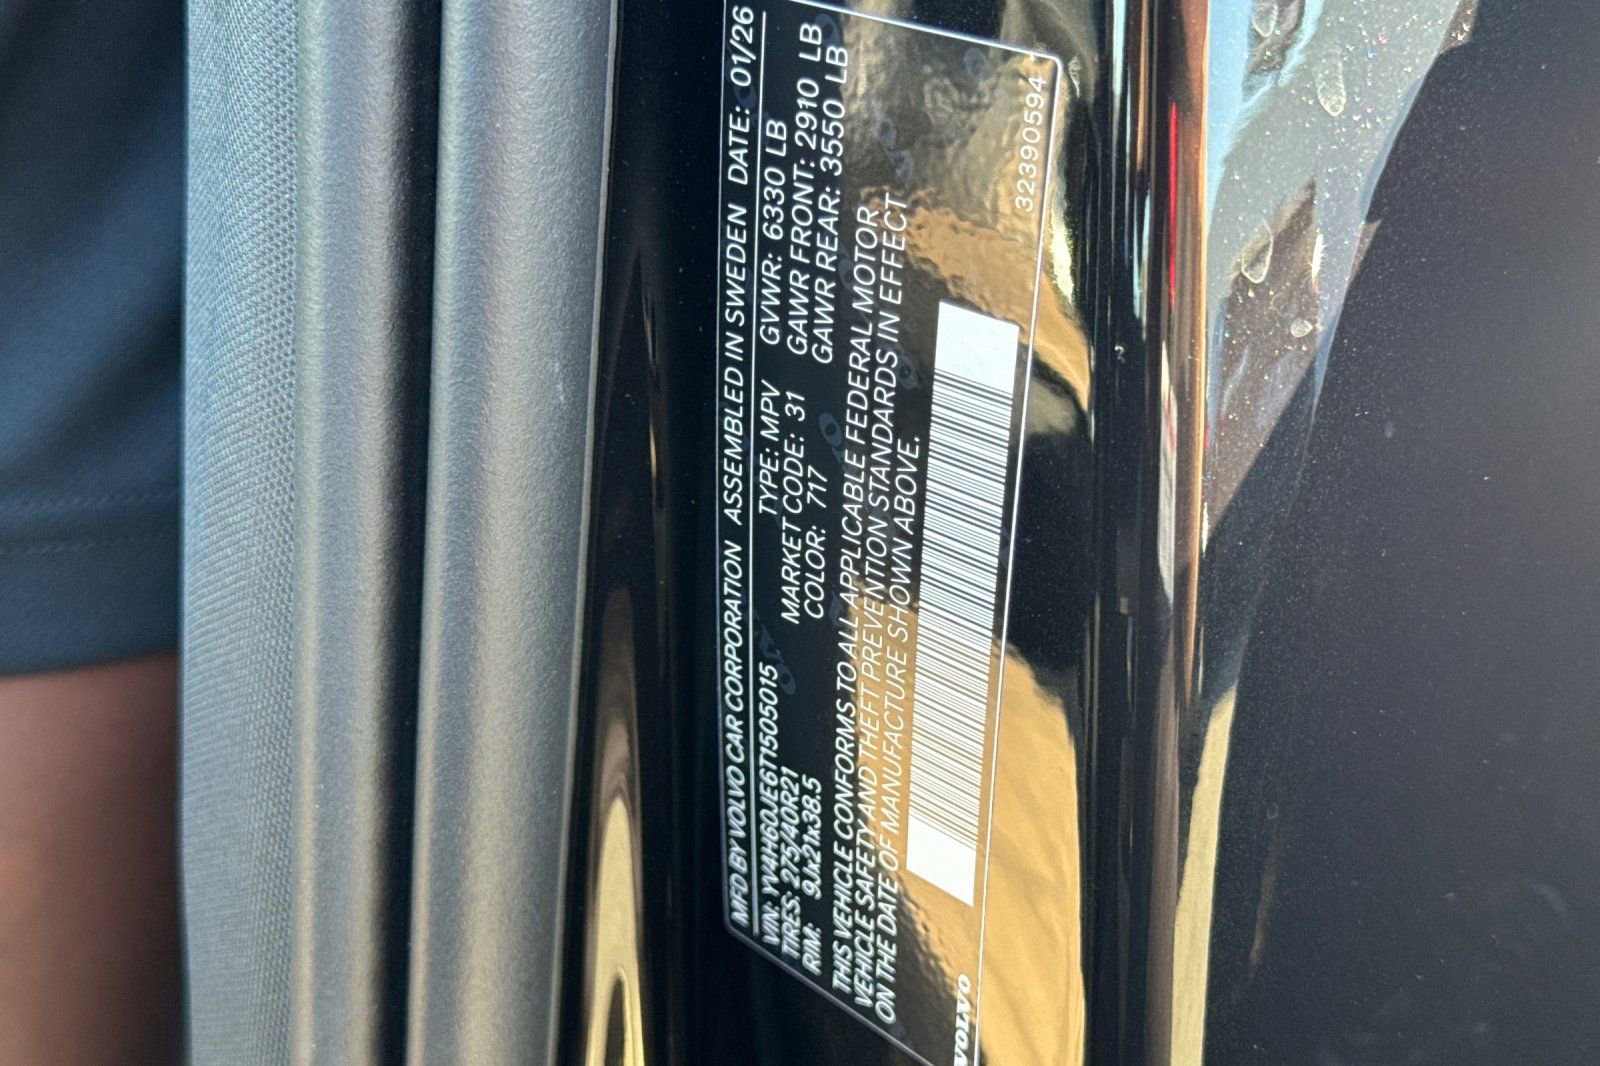 MFD BY VOLVO CAR CORPORATION ASSEMBLED IN SWEDEN DATE: 01/26
VIN: YV4H60JE6T1505015 TYPE: MPV GVWR: 6330 LB
TIRES: 275/40R21 MARKET CODE: 31 GAWR FRONT: 2910 LB
RIM: 9Jx21x38.5 COLOR: 717 GAWR REAR: 3550 LB
THIS VEHICLE CONFORMS TO ALL APPLICABLE FEDERAL MOTOR
VEHICLE SAFETY, AND THEFT PREVENTION STANDARDS IN EFFECT
ON THE DATE OF MANUFACTURE SHOWN ABOVE.
VOLVO
32390594